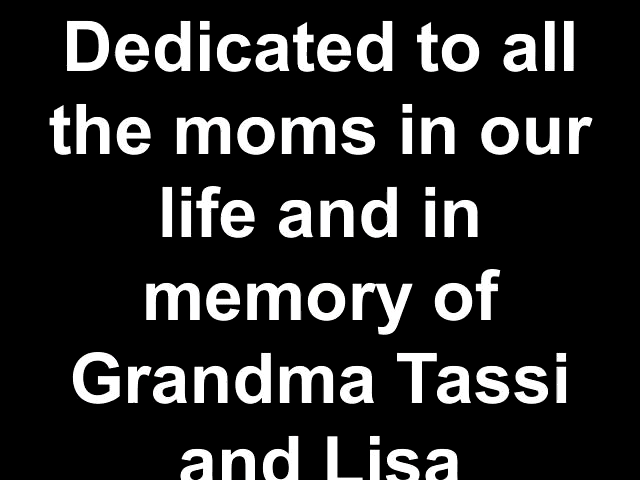 Dedicated to all
the moms in our
life and in
memory of
Grandma Tassi
and Lisa